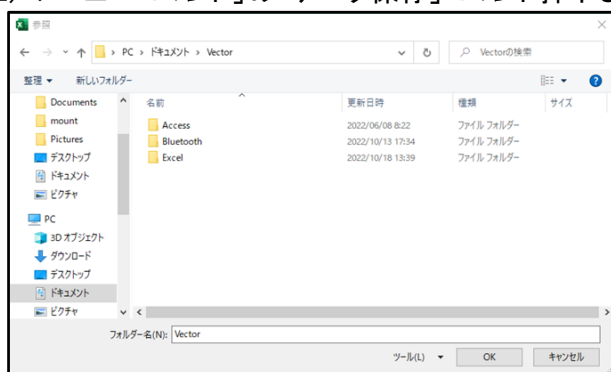 参照
PC › ドキュメント › Vector
Vectorの検索
整理 新しいフォルダー
名前 更新日時 種類 サイズ
Documents
mount
Pictures
デスクトップ
ドキュメント
ピクチャ
PC
3D オブジェクト
ダウンロード
デスクトップ
ドキュメント
ピクチャ
Access 2022/06/08 8:22 ファイル フォルダー
Bluetooth 2022/10/13 17:34 ファイル フォルダー
Excel 2022/10/18 13:39 ファイル フォルダー
フォルダー名(N): Vector
ツール(L) OK キャンセル